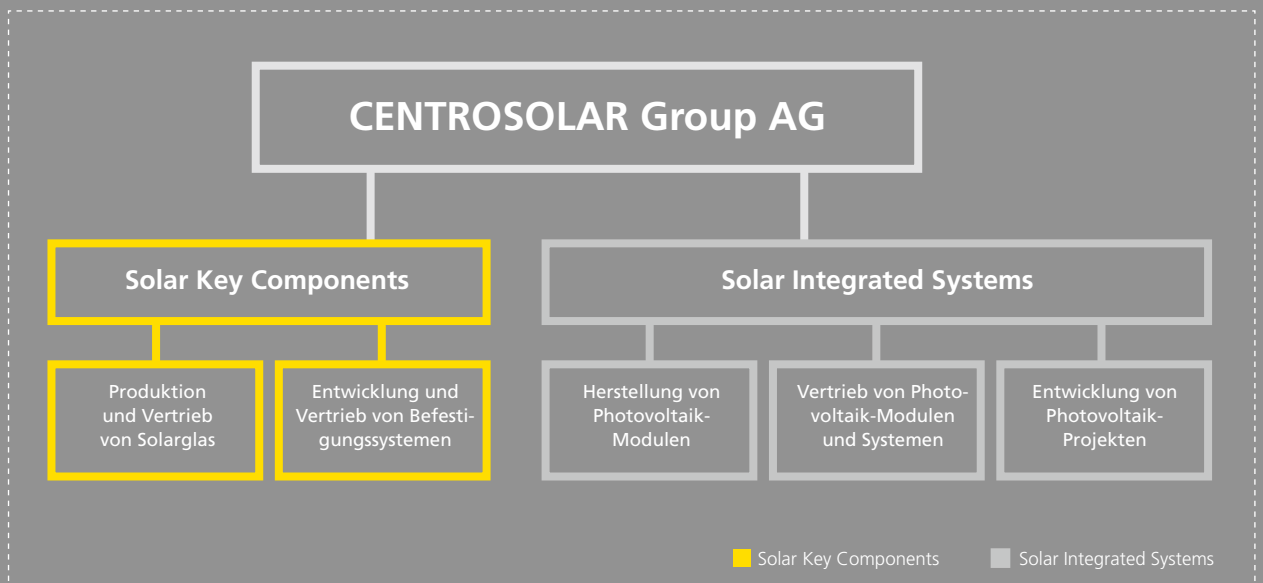 CENTROSOLAR Group AG
Solar Key Components
Solar Integrated Systems
Produktion
und Vertrieb
von Solarglas
Entwicklung und
Vertrieb von Befesti-
gungssystemen
Herstellung von
Photovoltaik-
Modulen
Vertrieb von Photo-
voltaik-Modulen
und Systemen
Entwicklung von
Photovoltaik-
Projekten
Solar Key Components
Solar Integrated Systems